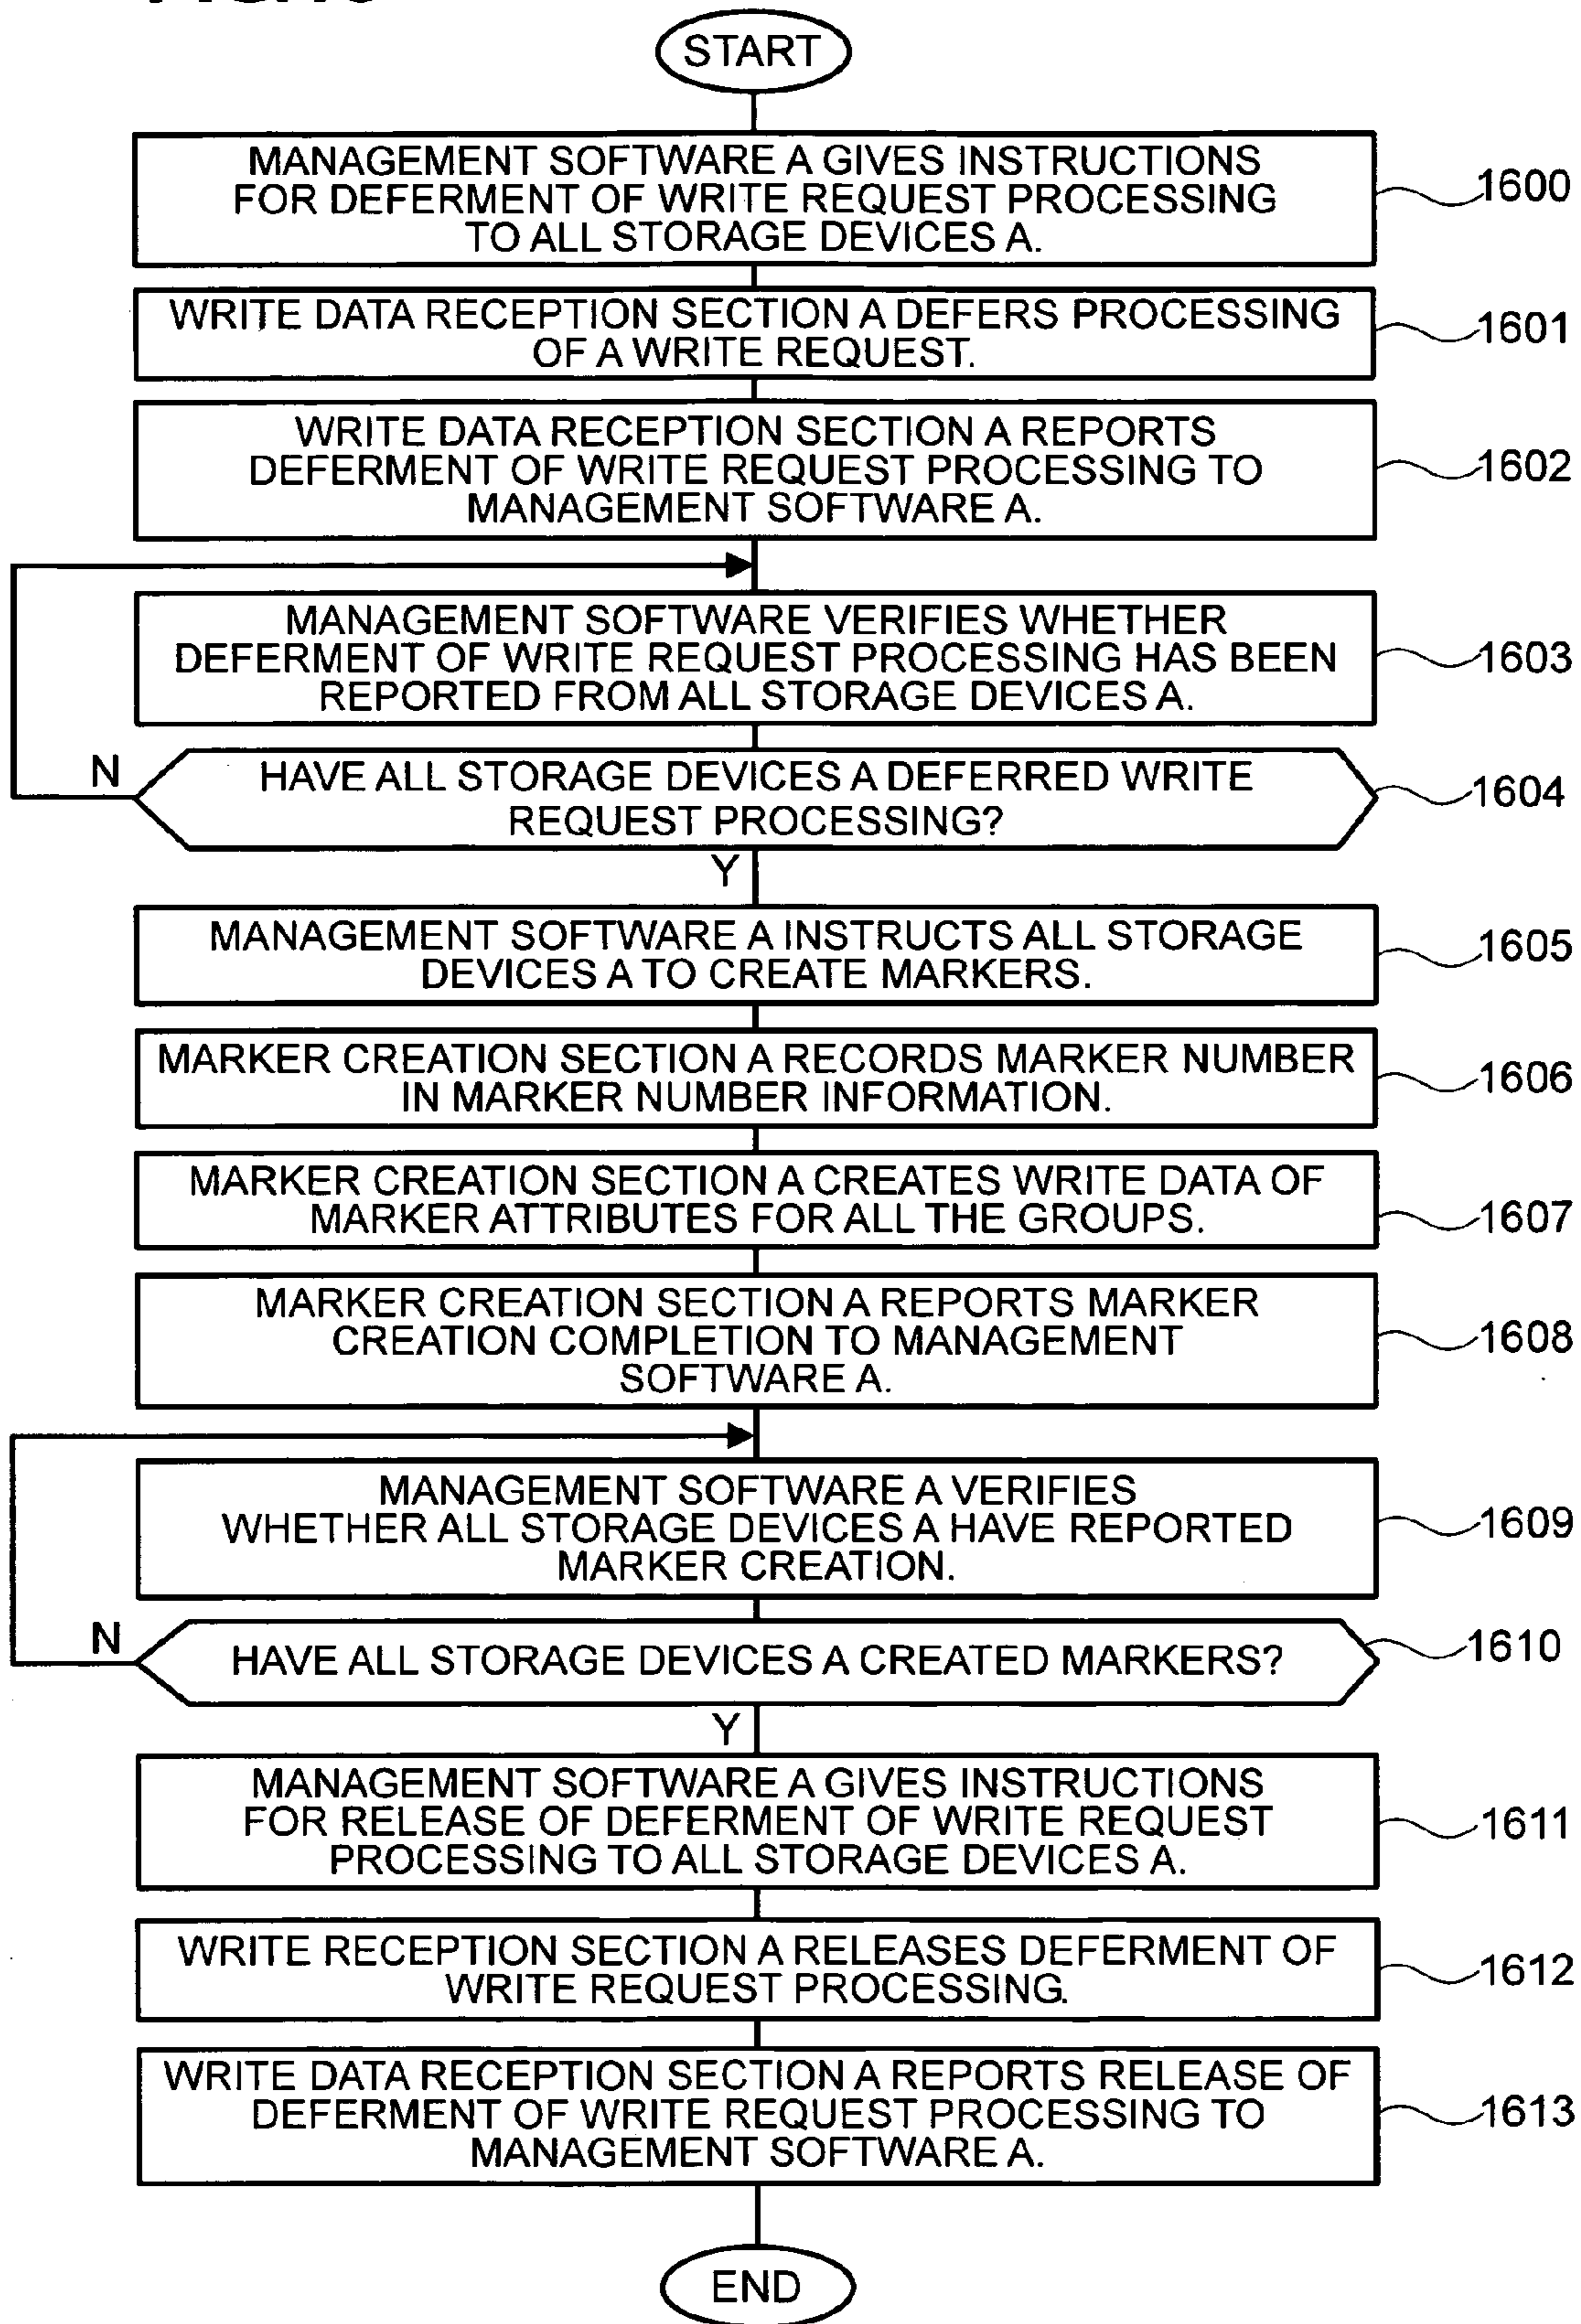 START
MANAGEMENT SOFTWARE A GIVES INSTRUCTIONS
FOR DEFERMENT OF WRITE REQUEST PROCESSING
TO ALL STORAGE DEVICES A.
1600
WRITE DATA RECEPTION SECTION A DEFERS PROCESSING
OF A WRITE REQUEST.
1601
WRITE DATA RECEPTION SECTION A REPORTS
DEFERMENT OF WRITE REQUEST PROCESSING TO
MANAGEMENT SOFTWARE A.
1602
MANAGEMENT SOFTWARE VERIFIES WHETHER
DEFERMENT OF WRITE REQUEST PROCESSING HAS BEEN
REPORTED FROM ALL STORAGE DEVICES A.
1603
N
HAVE ALL STORAGE DEVICES A DEFERRED WRITE
REQUEST PROCESSING?
1604
Y
MANAGEMENT SOFTWARE A INSTRUCTS ALL STORAGE
DEVICES A TO CREATE MARKERS.
1605
MARKER CREATION SECTION A RECORDS MARKER NUMBER
IN MARKER NUMBER INFORMATION.
1606
MARKER CREATION SECTION A CREATES WRITE DATA OF
MARKER ATTRIBUTES FOR ALL THE GROUPS.
1607
MARKER CREATION SECTION A REPORTS MARKER
CREATION COMPLETION TO MANAGEMENT
SOFTWARE A.
1608
MANAGEMENT SOFTWARE A VERIFIES
WHETHER ALL STORAGE DEVICES A HAVE REPORTED
MARKER CREATION.
1609
N
HAVE ALL STORAGE DEVICES A CREATED MARKERS?
1610
Y
MANAGEMENT SOFTWARE A GIVES INSTRUCTIONS
FOR RELEASE OF DEFERMENT OF WRITE REQUEST
PROCESSING TO ALL STORAGE DEVICES A.
1611
WRITE RECEPTION SECTION A RELEASES DEFERMENT OF
WRITE REQUEST PROCESSING.
1612
WRITE DATA RECEPTION SECTION A REPORTS RELEASE OF
DEFERMENT OF WRITE REQUEST PROCESSING TO
MANAGEMENT SOFTWARE A.
1613
END